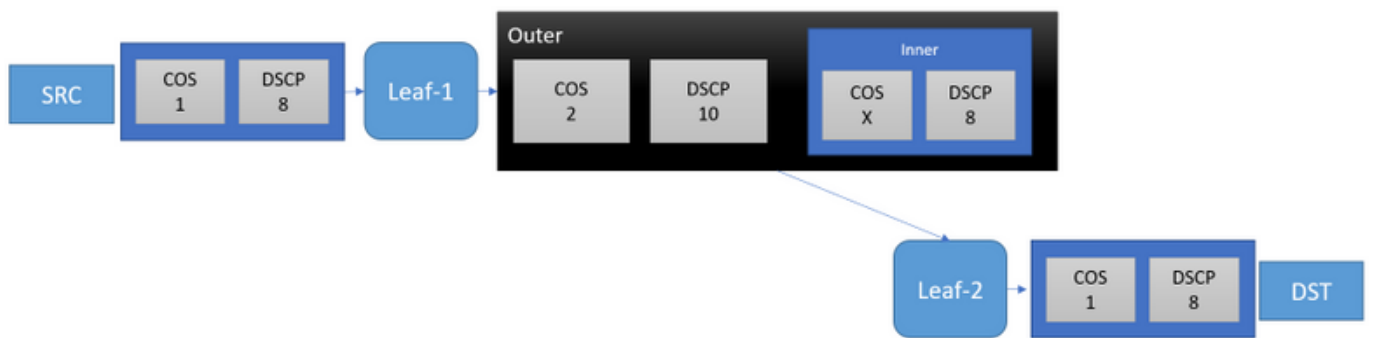 SRC
COS
1
DSCP
8
Leaf-1
Outer
COS
2
DSCP
10
Inner
COS
X
DSCP
8
Leaf-2
COS
1
DSCP
8
DST